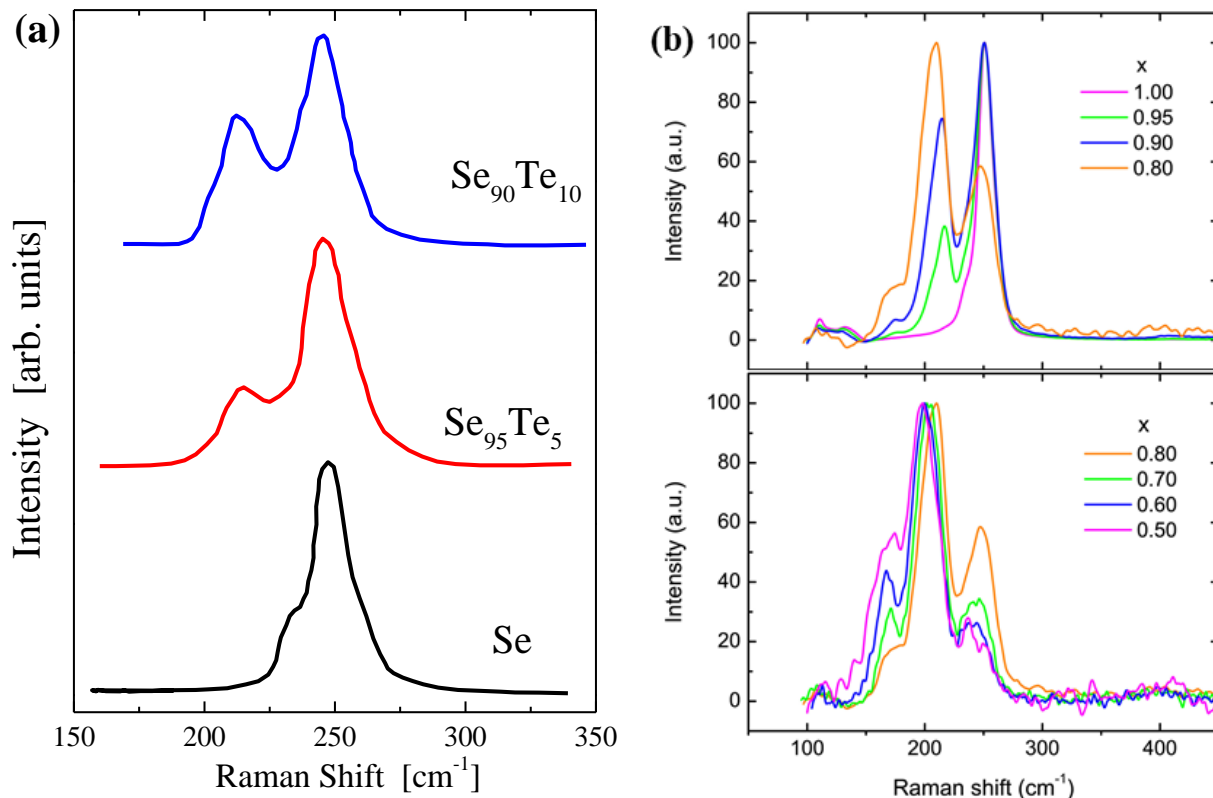 (a)
Se90Te10
Se95Te5
Se
Intensity [arb. units]
150 200 250 300 350
Raman Shift [cm-1]
(b)
100
80
60
40
20
0
Intensity (a.u.)
x
1.00
0.95
0.90
0.80
100
80
60
40
20
0
Intensity (a.u.)
x
0.80
0.70
0.60
0.50
100 200 300 400
Raman shift (cm-1)